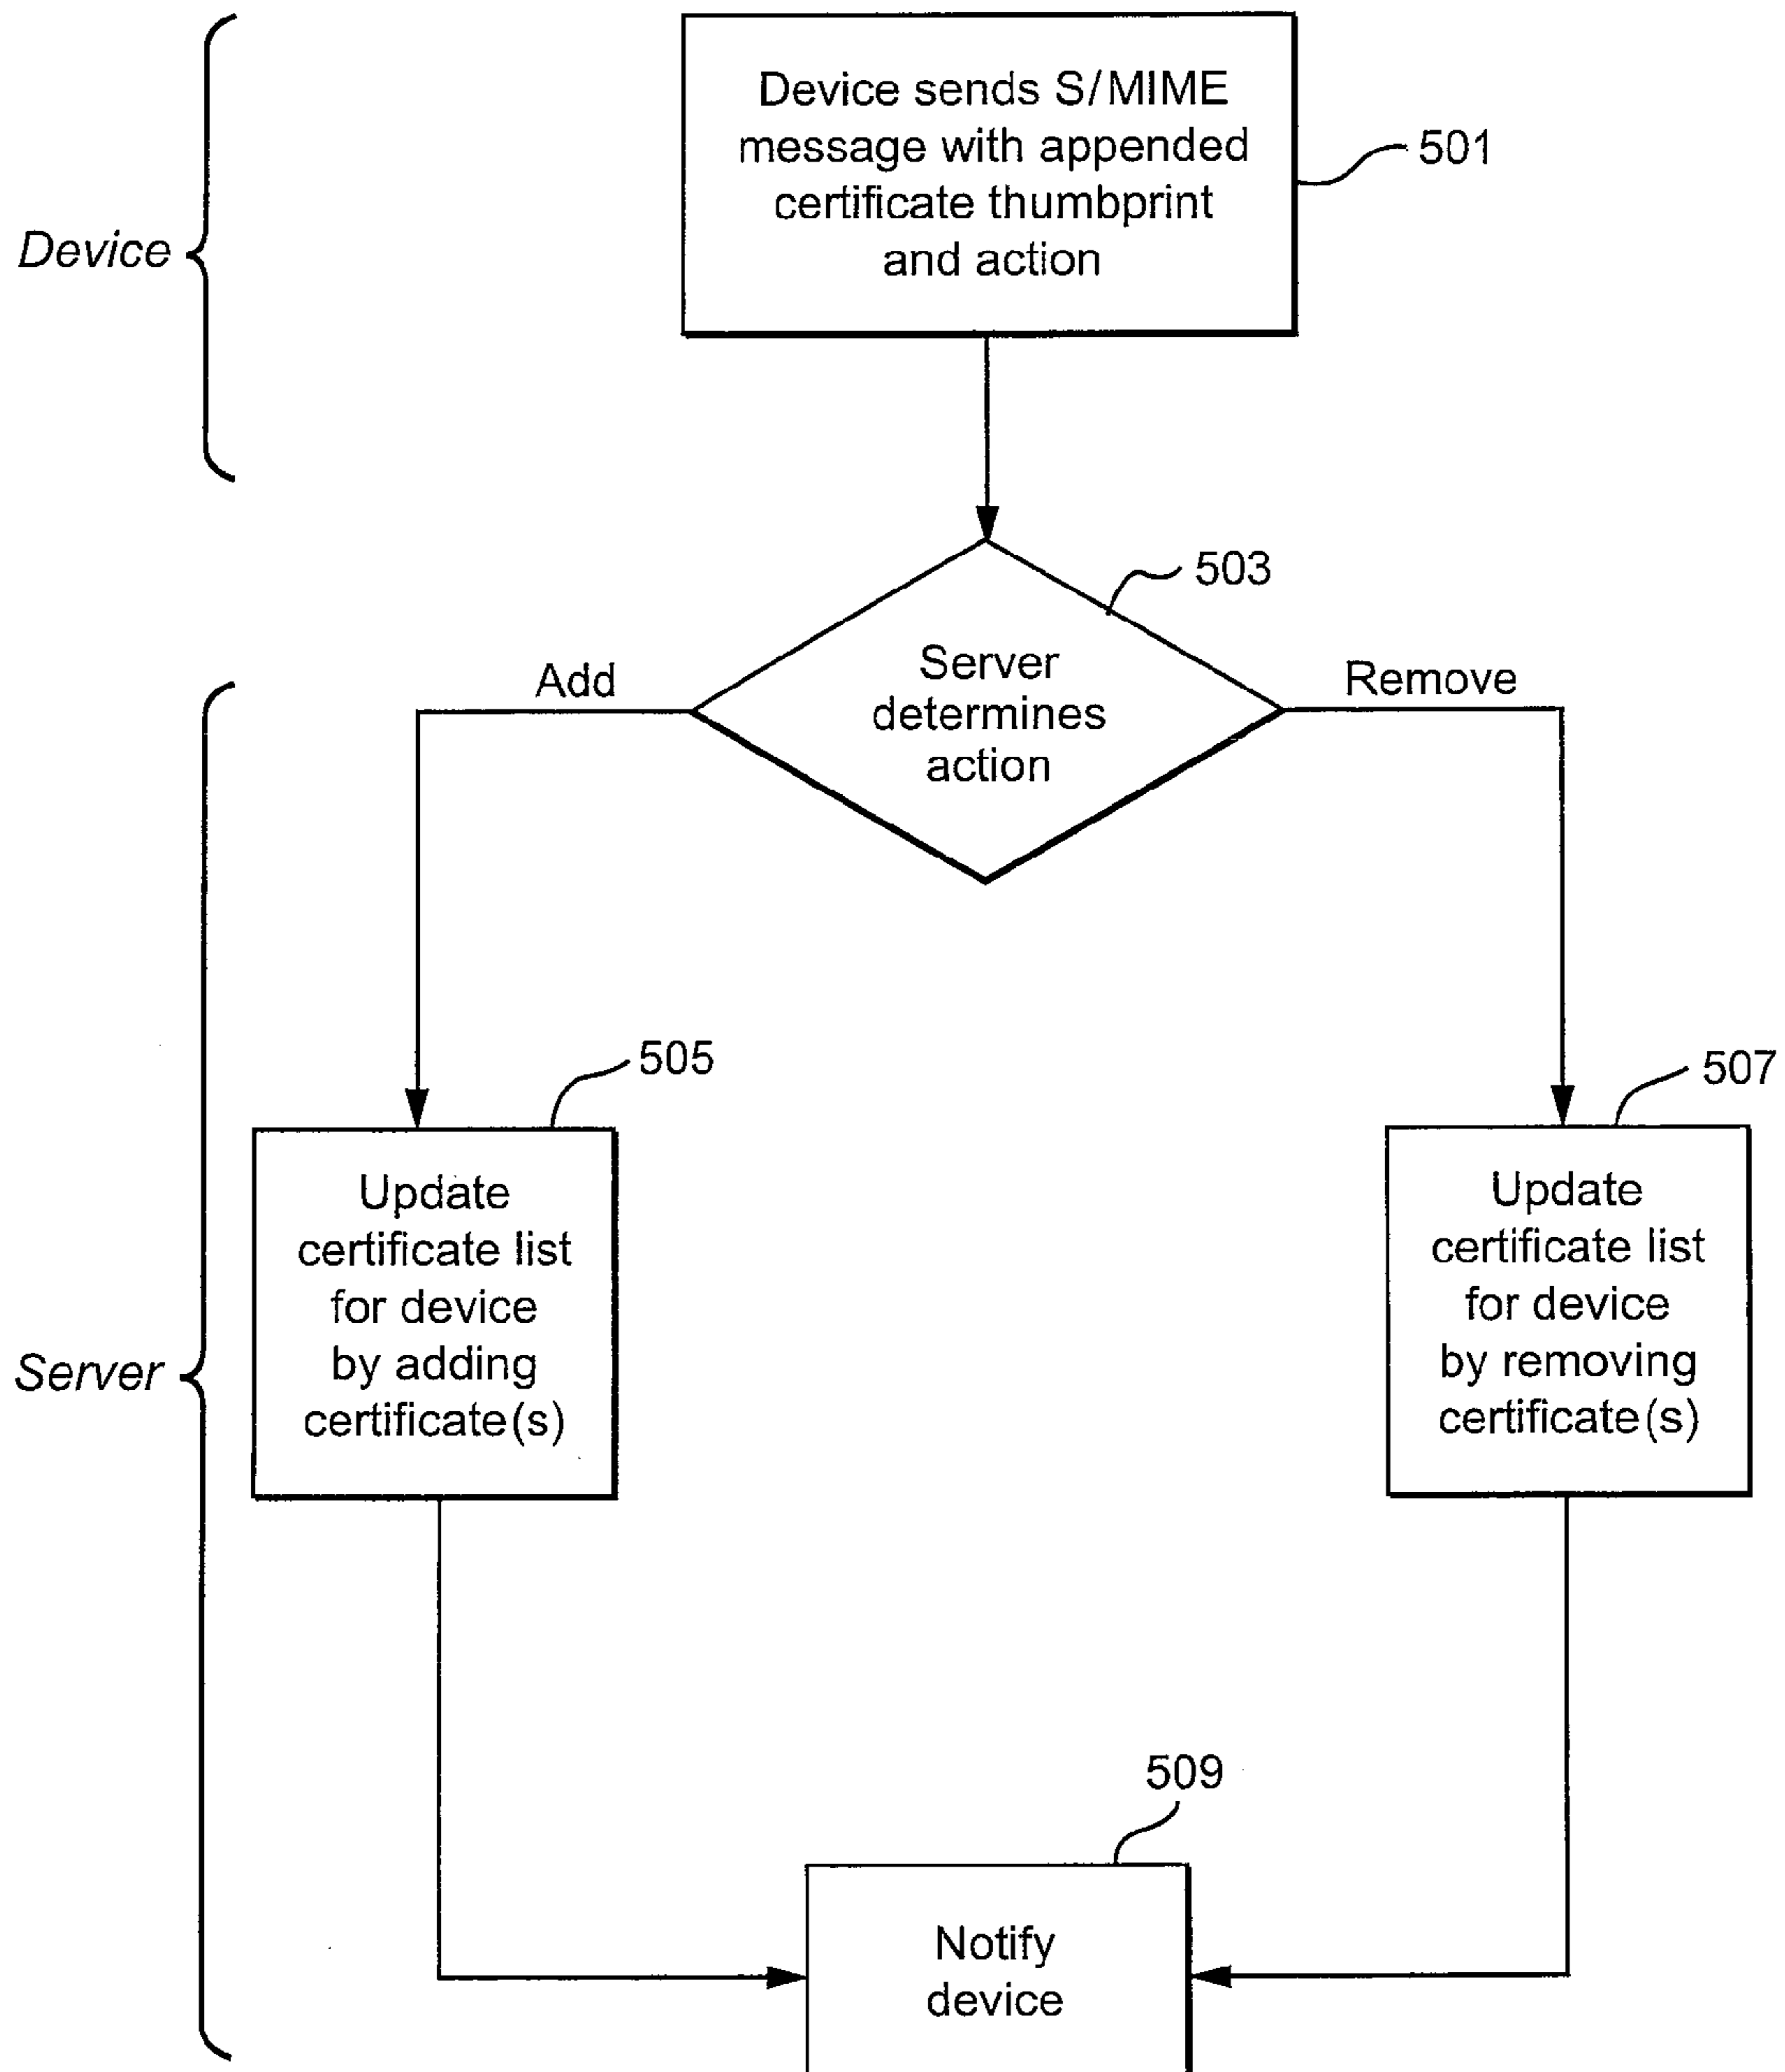 Device sends S/MIME
message with appended
certificate thumbprint
and action
501
Device
503
Server
determines
action
Add
Remove
505
507
Update
certificate list
for device
by adding
certificate(s)
Update
certificate list
for device
by removing
certificate(s)
Server
509
Notify
device